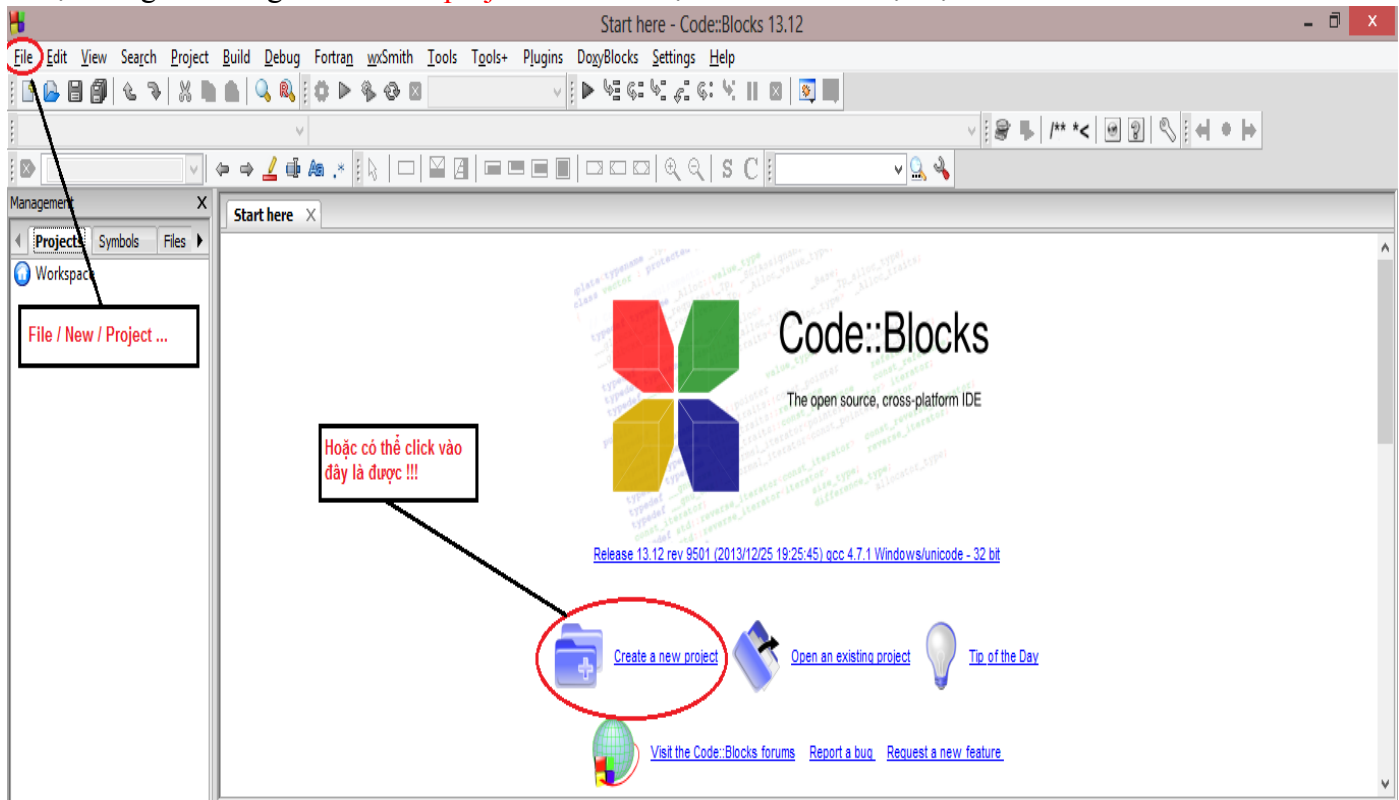 proj
Start here - Code::Blocks 13.12
File Edit View Search Project Build Debug Fortran wxSmith Tools Tools+ Plugins DoxyBlocks Settings Help
/** *<
S C
Management X
Start here X
Projects Symbols Files
Workspace
File / New / Project ...
Code::Blocks
The open source, cross-platform IDE
Hoặc có thể click vào
đây là được !!!
Release 13.12 rev 9501 (2013/12/25 19:25:45) gcc 4.7.1 Windows/unicode - 32 bit
Create a new project Open an existing project Tip of the Day
Visit the Code::Blocks forums Report a bug Request a new feature